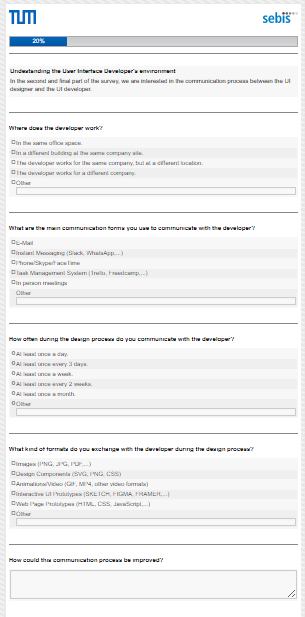 TUM
sebis
20%
Understanding the User Interface Developer's environment
In the second and final part of the survey, we are interested in the communication process between the UI
designer and the UI developer.
Where does the developer work?
In the same office space.
In a different building at the same company site.
The developer works for the same company, but at a different location.
The developer works for a different company.
Other
What are the main communication forms you use to communicate with the developer?
E-Mail
Instant Messaging (Slack, WhatsApp,...)
Phone/Skype/FaceTime
Task Management System (Trello, Freedcamp,...)
In person meetings
Other
How often during the design process do you communicate with the developer?
At least once a day.
At least once every 3 days.
At least once a week.
At least once every 2 weeks.
At least once a month.
Other
What kind of formats do you exchange with the developer during the design process?
Images (PNG, JPG, PDF,...)
Design Components (SVG, PNG, CSS)
Animations/Video (GIF, MP4, other video formats)
Interactive UI Prototypes (SKETCH, FIGMA, FRAMER,...)
Web Page Prototypes (HTML, CSS, JavaScript,...)
Other
How could this communication process be improved?